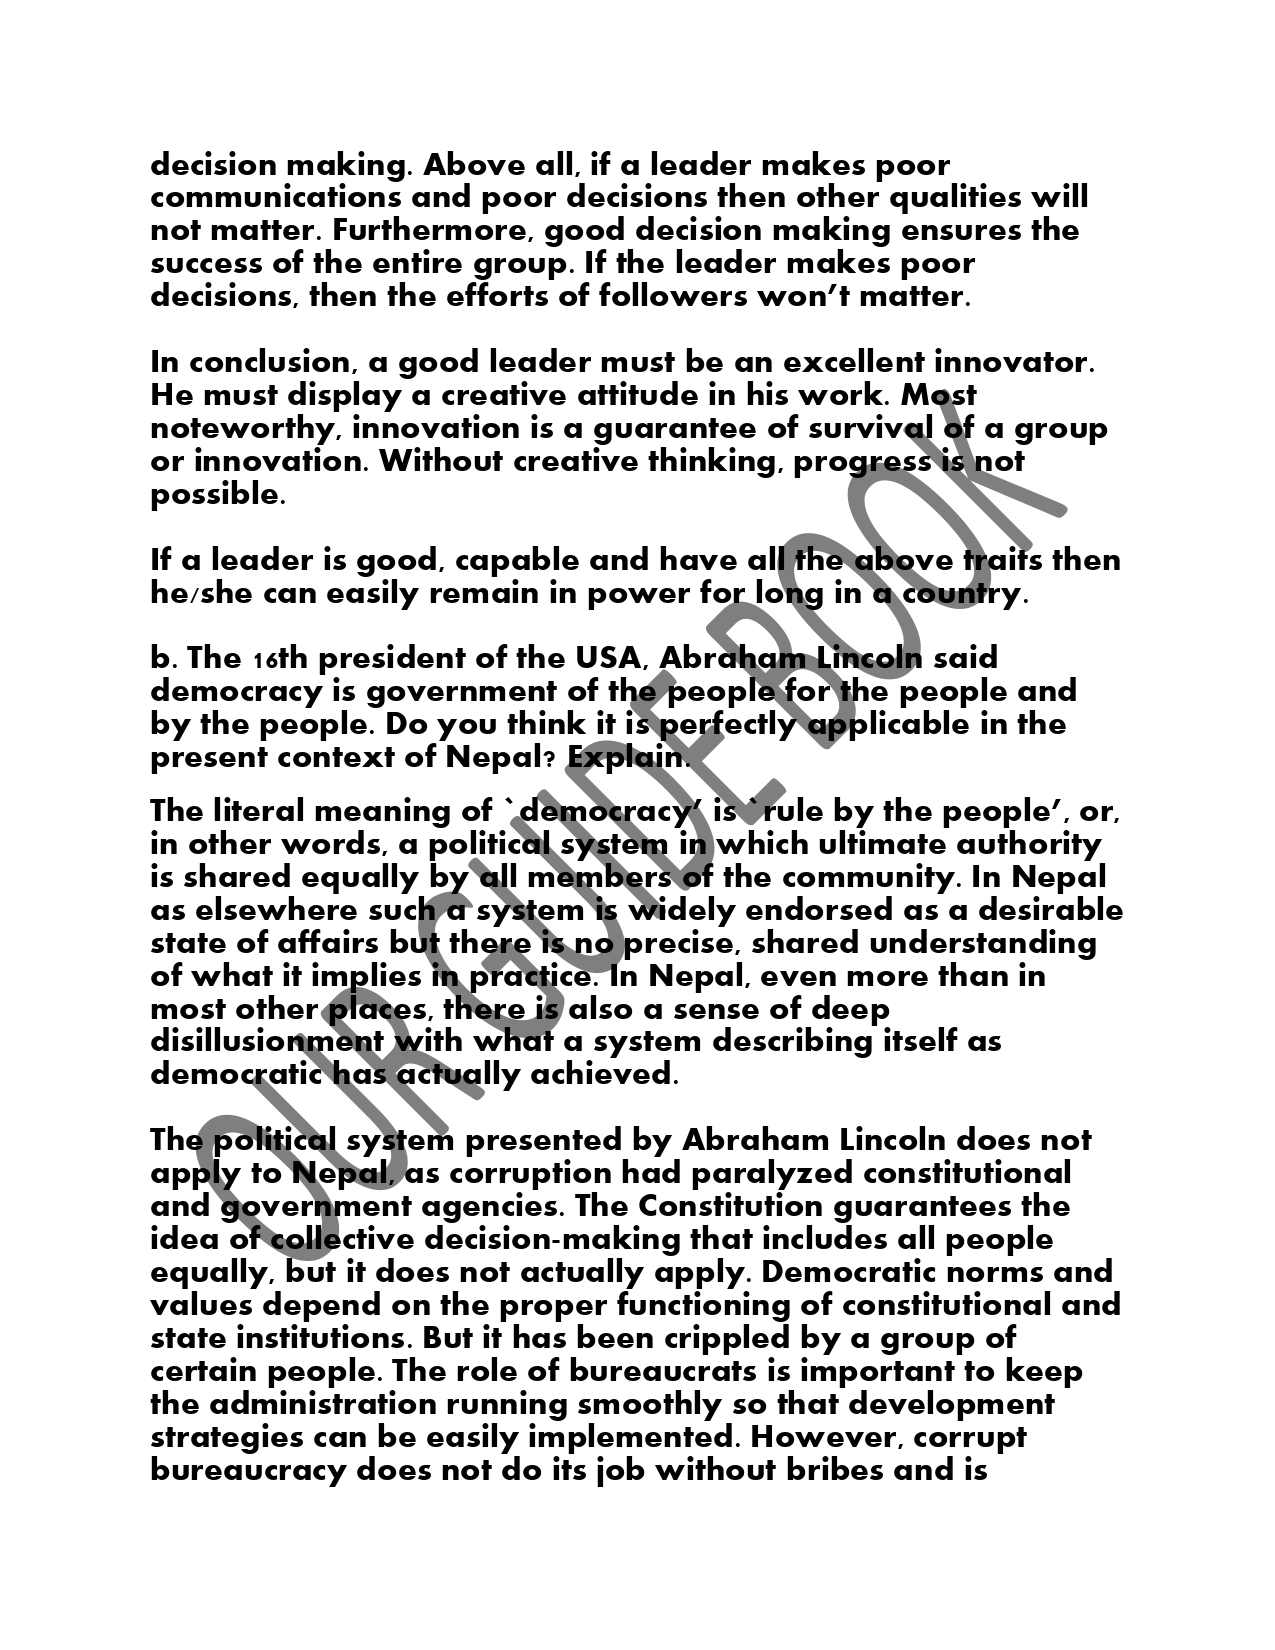 decision making. Above all, if a leader makes poor
communications and poor decisions then other qualities will
not matter. Furthermore, good decision making ensures the
success of the entire group. If the leader makes poor
decisions, then the efforts of followers won’t matter.
In conclusion, a good leader must be an excellent innovator.
He must display a creative attitude in his work. Most
noteworthy, innovation is a guarantee of survival of a group
or innovation. Without creative thinking, progress is not
possible.
If a leader is good, capable and have all the above traits then
he/she can easily remain in power for long in a country.
b. The 16th president of the USA, Abraham Lincoln said
democracy is government of the people for the people and
by the people. Do you think it is perfectly applicable in the
present context of Nepal? Explain.
The literal meaning of `democracy’ is `rule by the people’, or,
in other words, a political system in which ultimate authority
is shared equally by all members of the community. In Nepal
as elsewhere such a system is widely endorsed as a desirable
state of affairs but there is no precise, shared understanding
of what it implies in practice. In Nepal, even more than in
most other places, there is also a sense of deep
disillusionment with what a system describing itself as
democratic has actually achieved.
The political system presented by Abraham Lincoln does not
apply to Nepal, as corruption had paralyzed constitutional
and government agencies. The Constitution guarantees the
idea of collective decision-making that includes all people
equally, but it does not actually apply. Democratic norms and
values depend on the proper functioning of constitutional and
state institutions. But it has been crippled by a group of
certain people. The role of bureaucrats is important to keep
the administration running smoothly so that development
strategies can be easily implemented. However, corrupt
bureaucracy does not do its job without bribes and is
OUR GUIDE BOOK